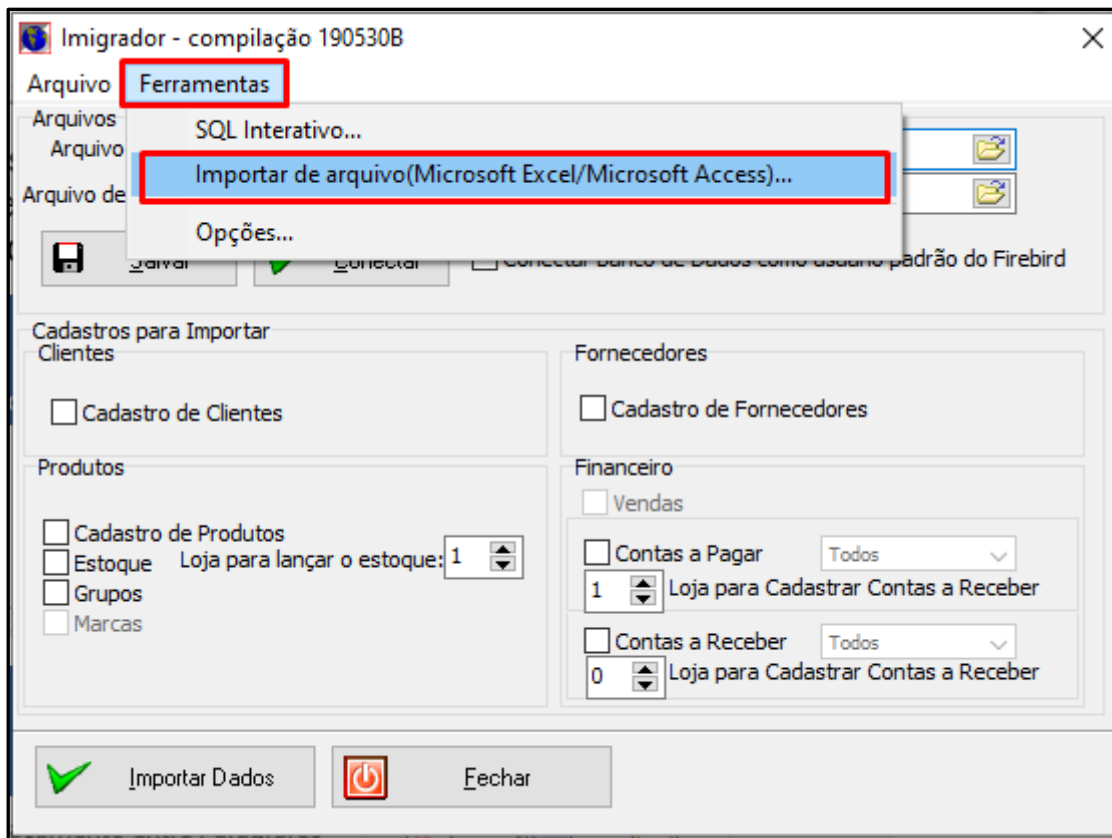 Imigrador - compilação 190530B
Arquivo Ferramentas
Arquivos
SQL Interativo...
Arquivo
Importar de arquivo(Microsoft Excel/Microsoft Access)...
Arquivo de
Opções...
Salvar Conectar Conectar Banco de Dados como usuário padrão do Firebird
Cadastros para Importar
Clientes
Fornecedores
Cadastro de Clientes
Cadastro de Fornecedores
Produtos
Financeiro
Vendas
Cadastro de Produtos
Estoque Loja para lançar o estoque: 1
Grupos
Marcas
Contas a Pagar Todos
1 Loja para Cadastrar Contas a Receber
Contas a Receber Todos
0 Loja para Cadastrar Contas a Receber
Importar Dados
Fechar